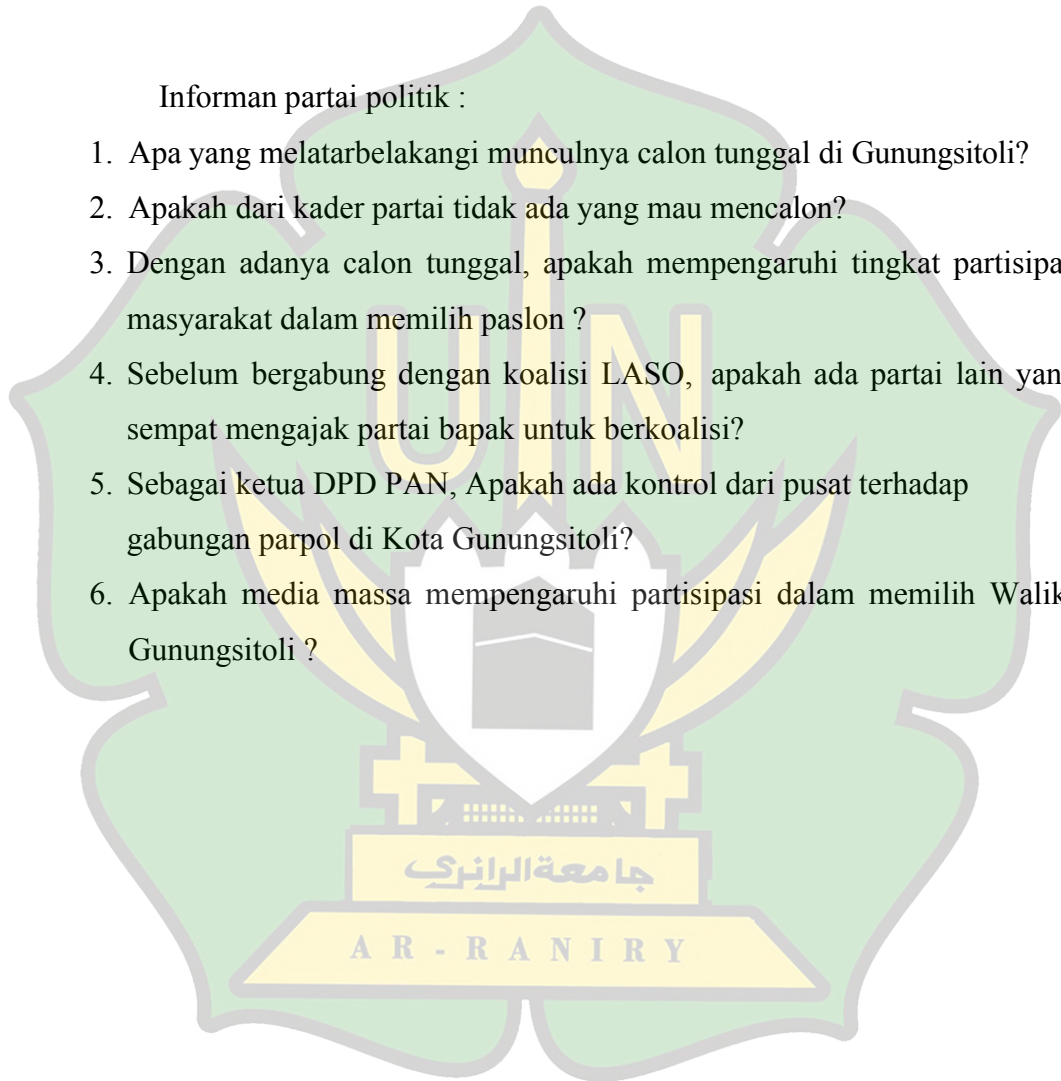 Informan partai politik :
1. Apa yang melatarbelakangi munculnya calon tunggal di Gunungsitoli?
2. Apakah dari kader partai tidak ada yang mau mencalon?
3. Dengan adanya calon tunggal, apakah mempengaruhi tingkat partisipa
masyarakat dalam memilih paslon ?
4. Sebelum bergabung dengan koalisi LASO, apakah ada partai lain yan
sempat mengajak partai bapak untuk berkoalisi?
5. Sebagai ketua DPD PAN, Apakah ada kontrol dari pusat terhadap
gabungan parpol di Kota Gunungsitoli?
6. Apakah media massa mempengaruhi partisipasi dalam memilih Walik
Gunungsitoli ?
UIN
جامعةالرانري
AR-RANIRY